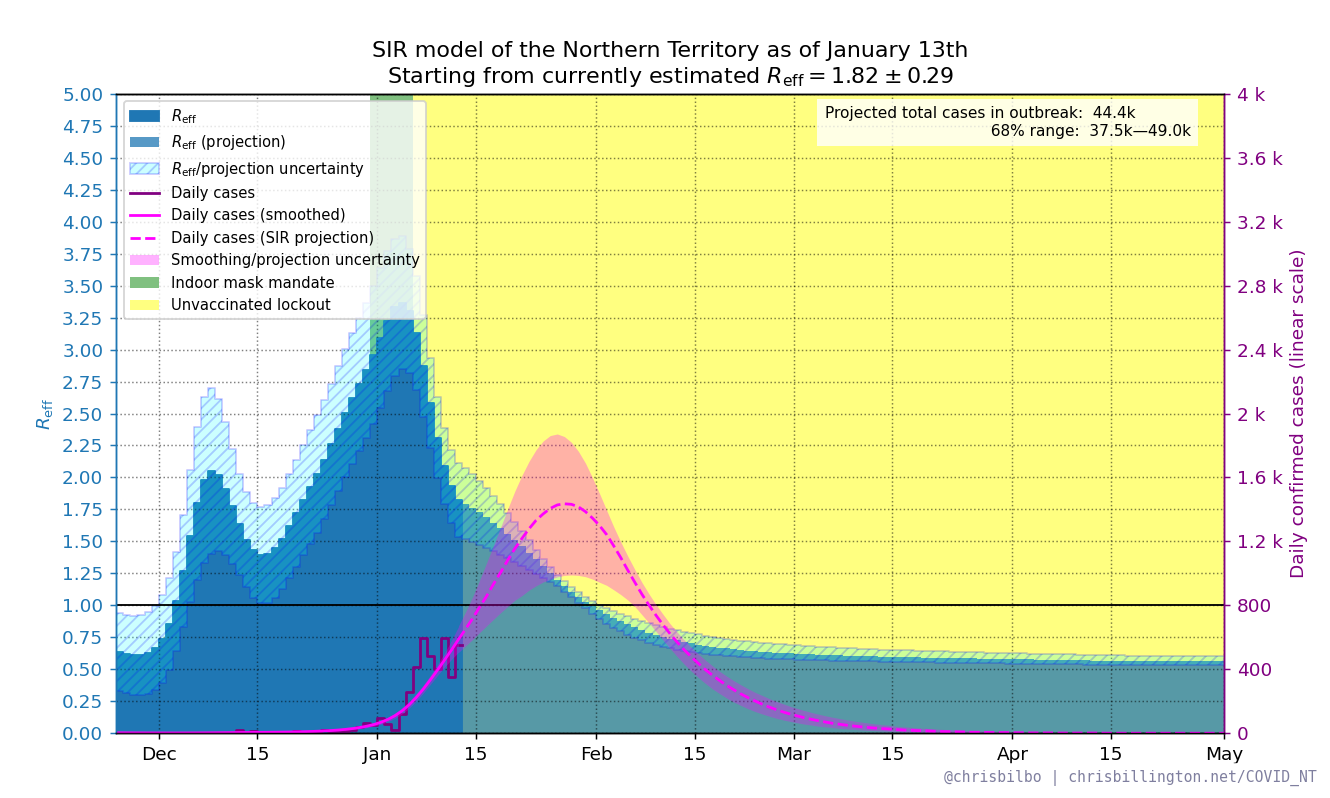 SIR model of the Northern Territory as of January 13th
Starting from currently estimated Reff = 1.82 ± 0.29
Projected total cases in outbreak: 44.4k
68% range: 37.5k—49.0k
Reff
Reff (projection)
Reff/projection uncertainty
Daily cases
Daily cases (smoothed)
Daily cases (SIR projection)
Smoothing/projection uncertainty
Indoor mask mandate
Unvaccinated lockout
5.00
4.75
4.50
4.25
4.00
3.75
3.50
3.25
3.00
2.75
2.50
2.25
2.00
1.75
1.50
1.25
1.00
0.75
0.50
0.25
0.00
Reff
4 k
3.6 k
3.2 k
2.8 k
2.4 k
2 k
1.6 k
1.2 k
800
400
0
Daily confirmed cases (linear scale)
Dec 15 Jan 15 Feb 15 Mar 15 Apr 15 May
@chrisbilbo | chrisbillington.net/COVID_NT